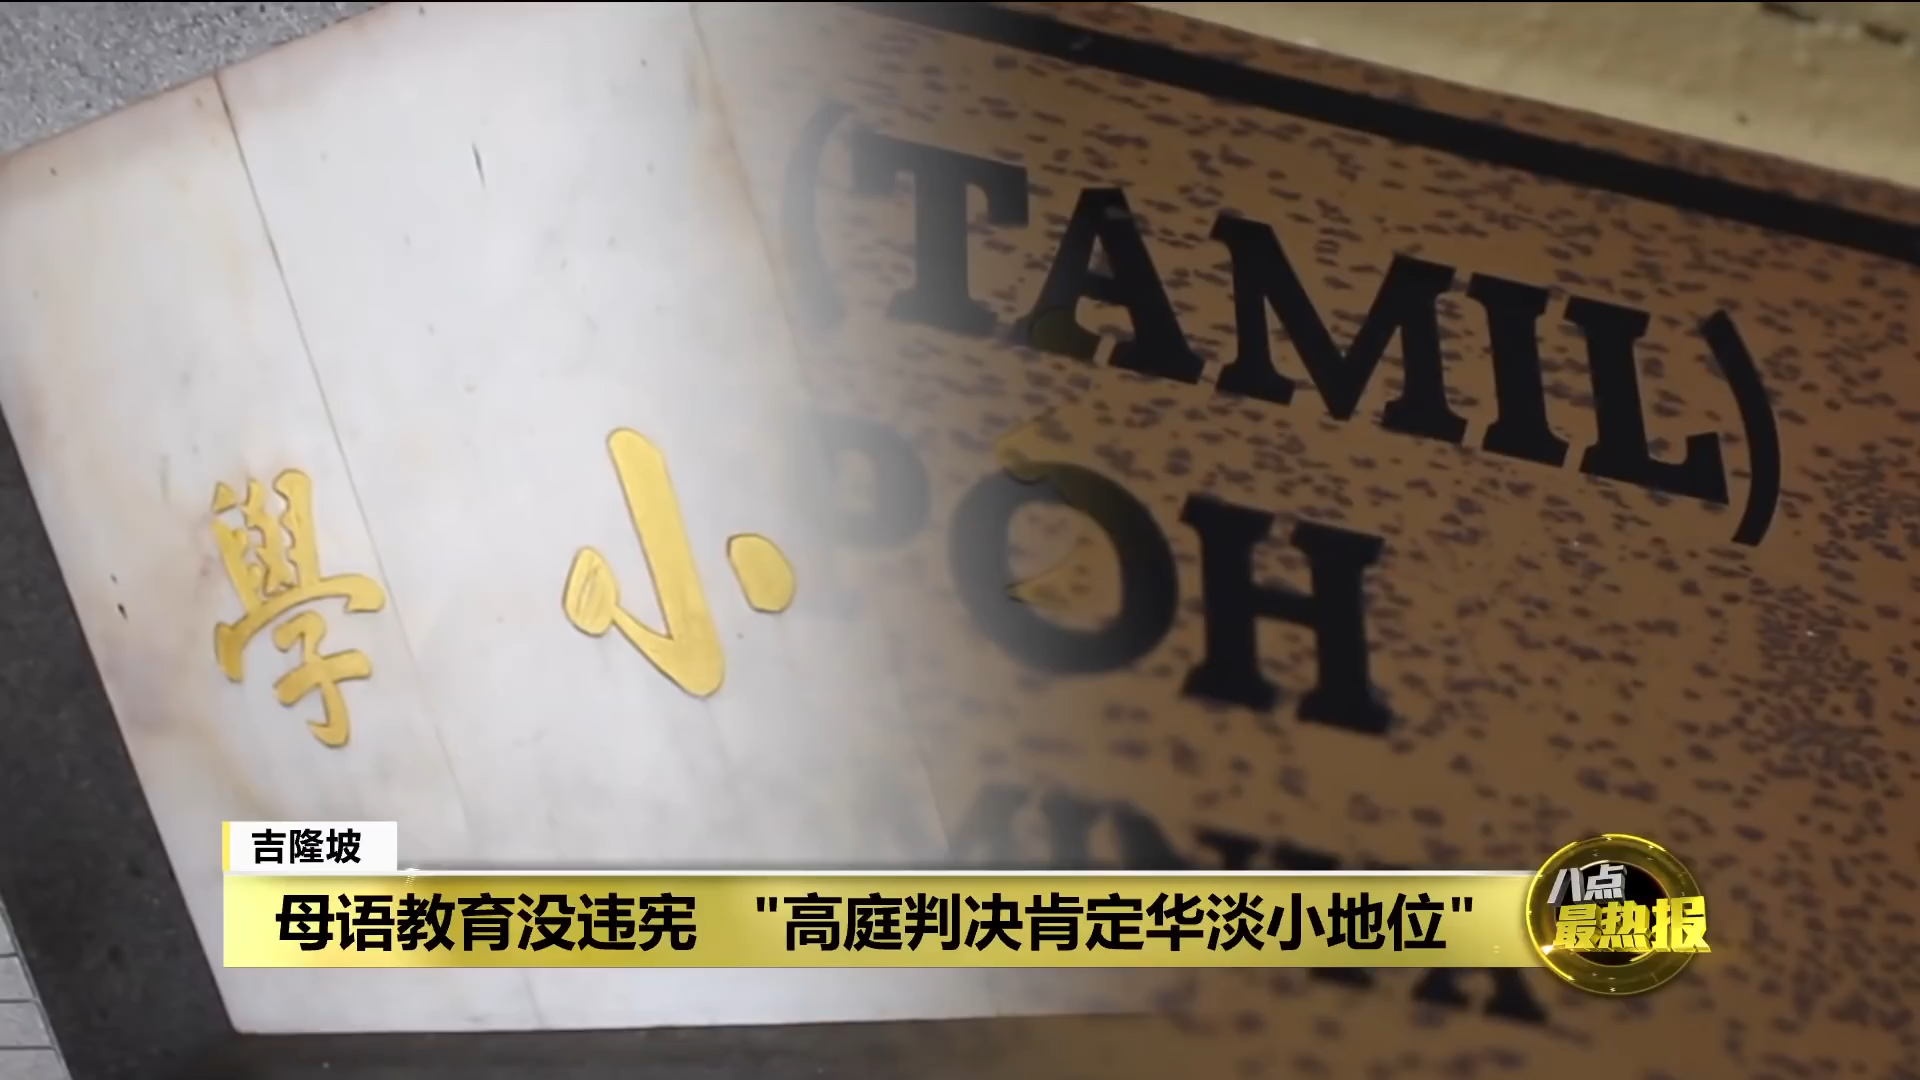 (TAMIL)
POH
學 小
吉隆坡
母语教育没违宪 "高庭判决肯定华淡小地位"
八点
最热报